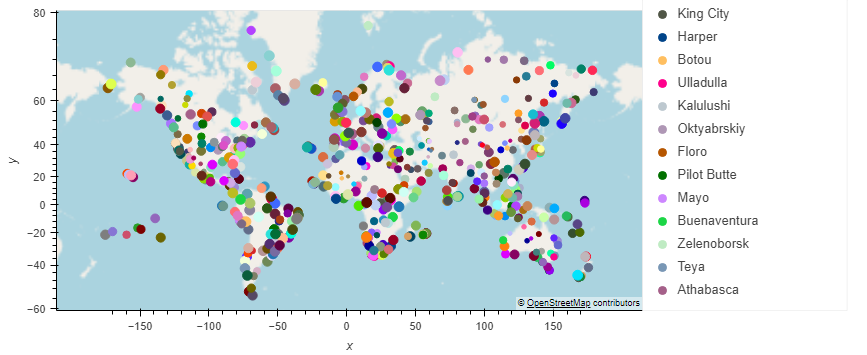 80
60
40
20
0
−20
−40
−60
y
−150
−100
−50
0
50
100
150
x
© OpenStreetMap contributors
King City
Harper
Botou
Ulladulla
Kalulushi
Oktyabrskiy
Floro
Pilot Butte
Mayo
Buenaventura
Zelenoborsk
Teya
Athabasca